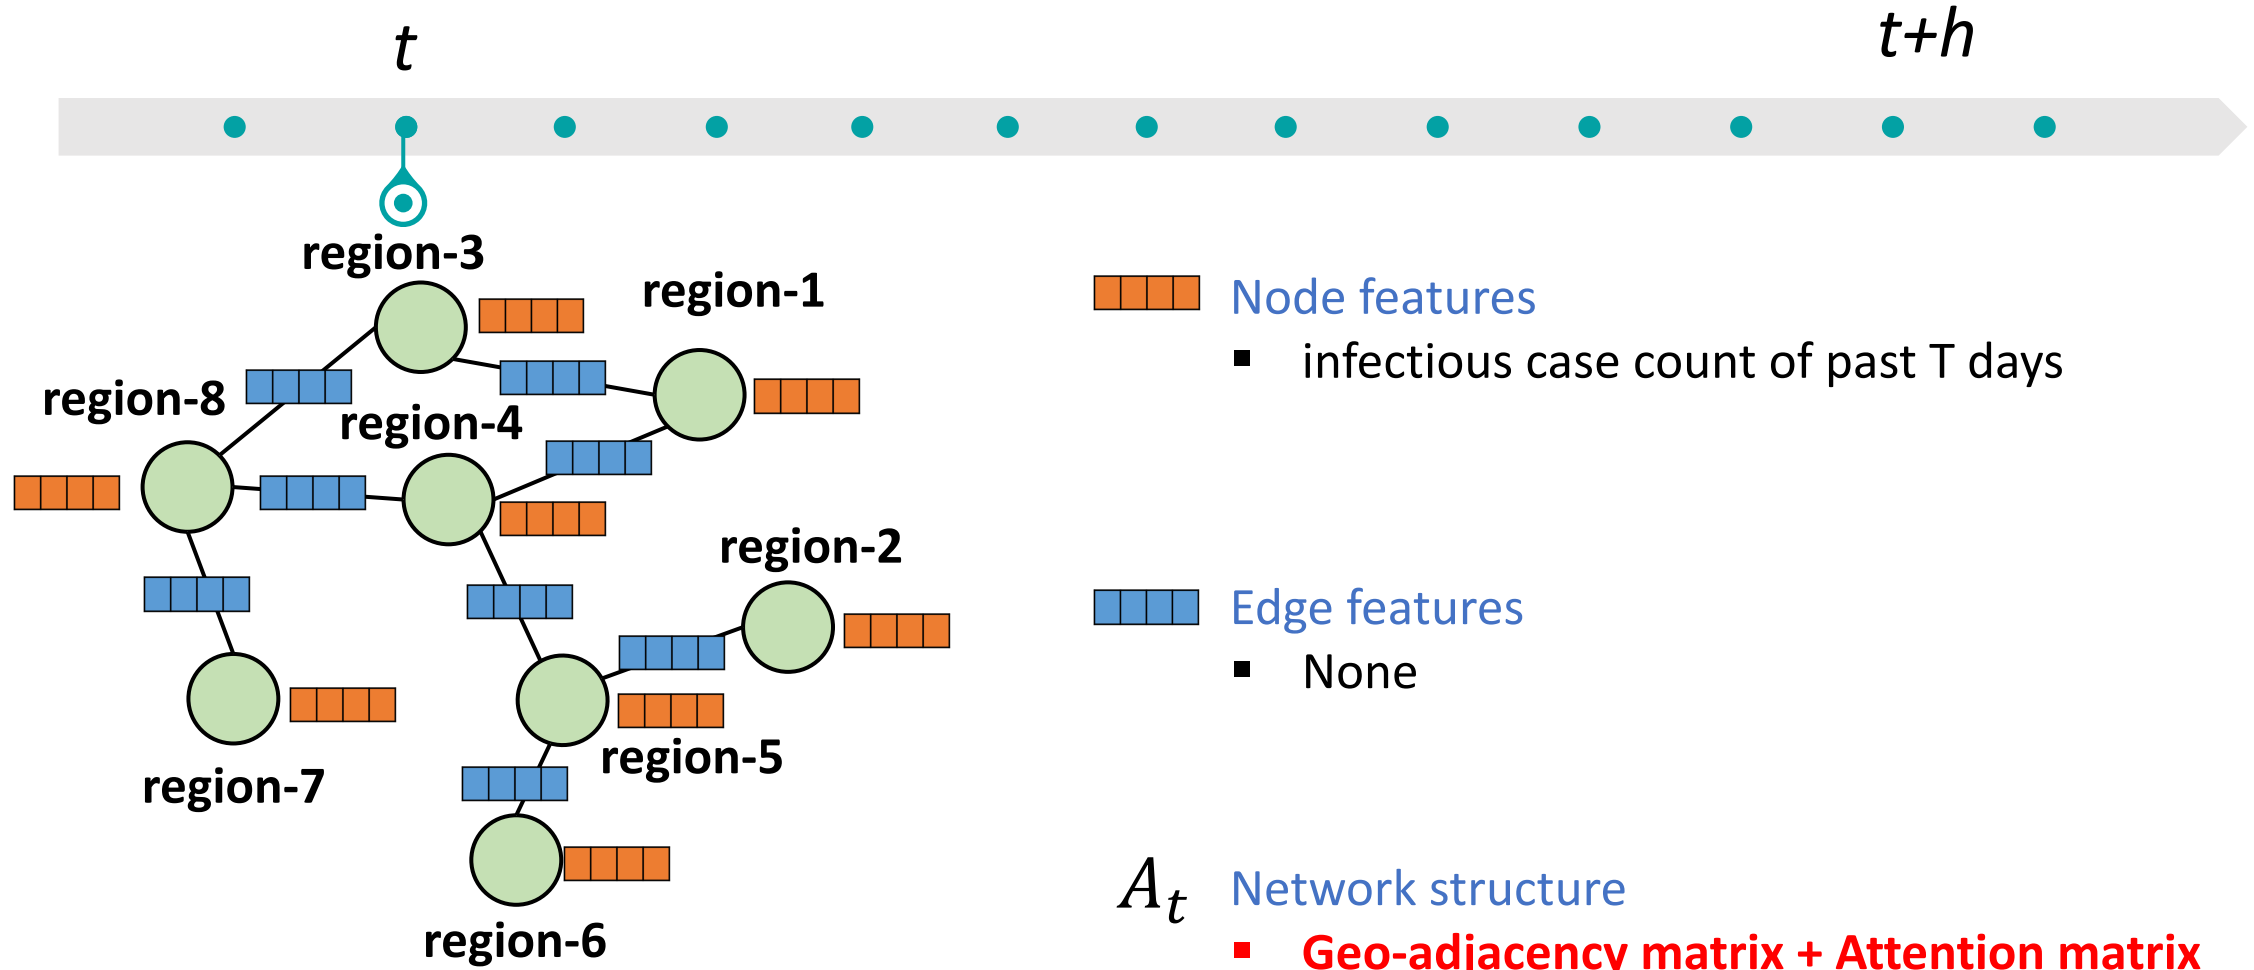 t
t+h
region-3
region-1
region-8
region-4
region-2
region-5
region-7
region-6
Node features
▪ infectious case count of past T days
Edge features
▪ None
A_t Network structure
▪ Geo-adjacency matrix + Attention matrix